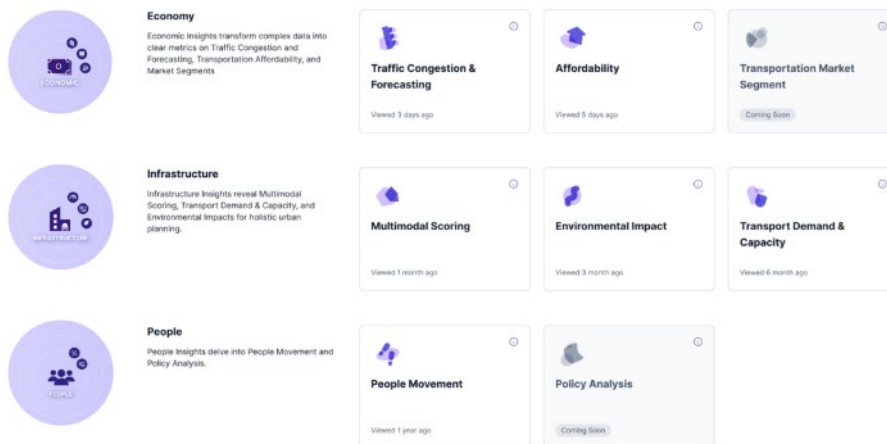 Economy
Economic Insights transform complex data into
clear metrics on Traffic Congestion and
Forecasting, Transportation Affordability, and
Market Segments
ECONOMIC
Traffic Congestion &
Forecasting
Viewed 3 days ago
Affordability
Viewed 5 days ago
Transportation Market
Segment
Coming Soon
Infrastructure
Infrastructure Insights reveal Multimodal
Scoring, Transport Demand & Capacity, and
Environmental Impacts for holistic urban
planning.
INFRASTRUCTURE
Multimodal Scoring
Viewed 1 month ago
Environmental Impact
Viewed 3 month ago
Transport Demand &
Capacity
Viewed 6 month ago
People
People Insights delve into People Movement and
Policy Analysis.
PEOPLE
People Movement
Viewed 1 year ago
Policy Analysis
Coming Soon